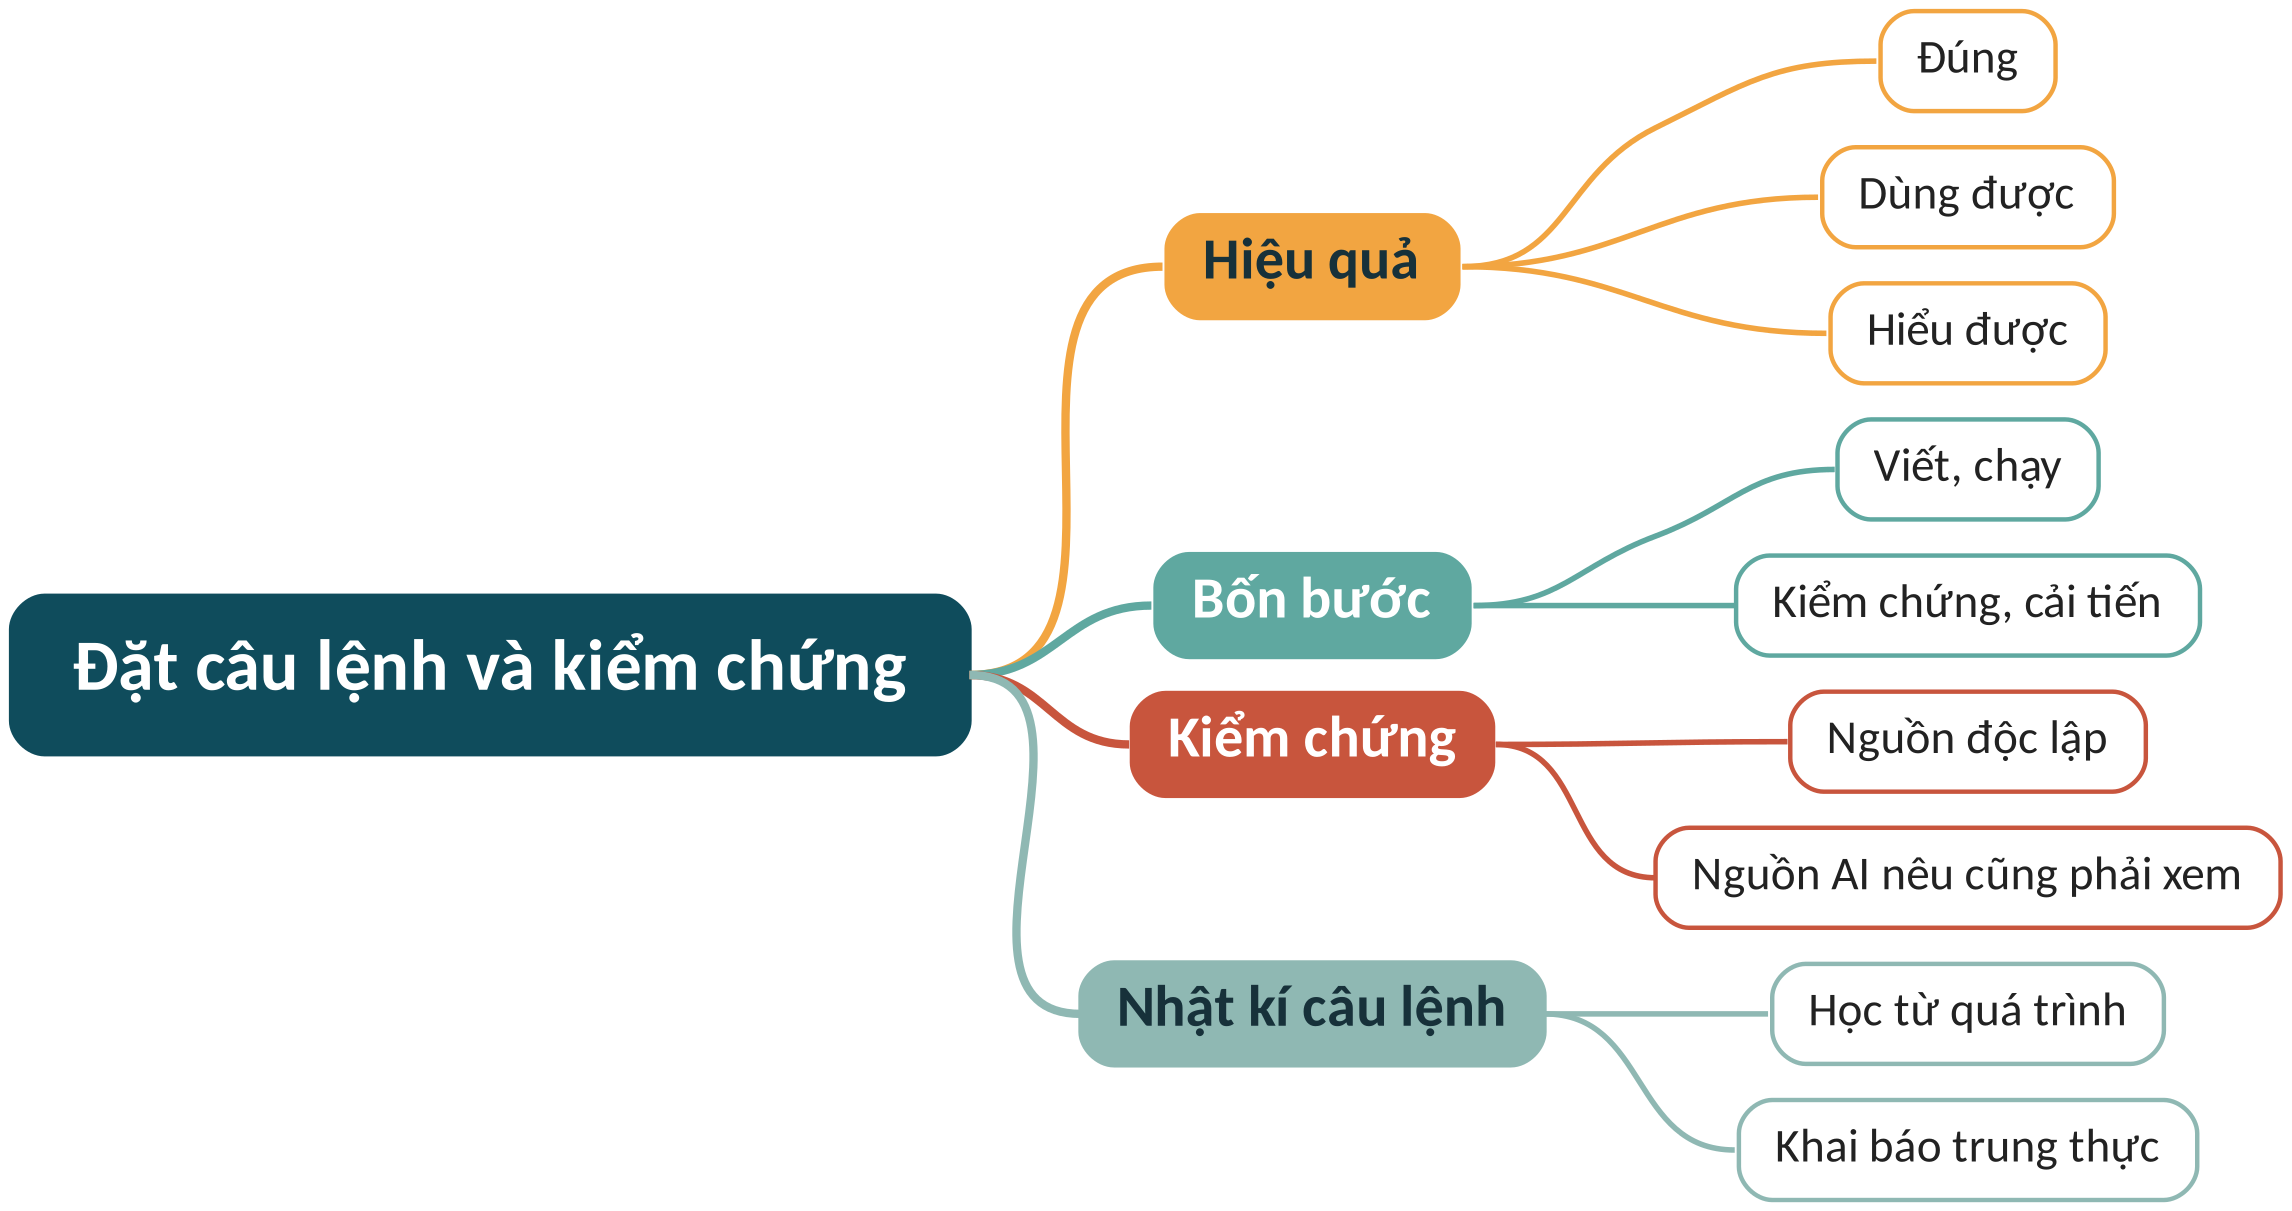 Đặt câu lệnh và kiểm chứng
Hiệu quả
Đúng
Dùng được
Hiểu được
Bốn bước
Viết, chạy
Kiểm chứng, cải tiến
Kiểm chứng
Nguồn độc lập
Nguồn AI nêu cũng phải xem
Nhật kí câu lệnh
Học từ quá trình
Khai báo trung thực